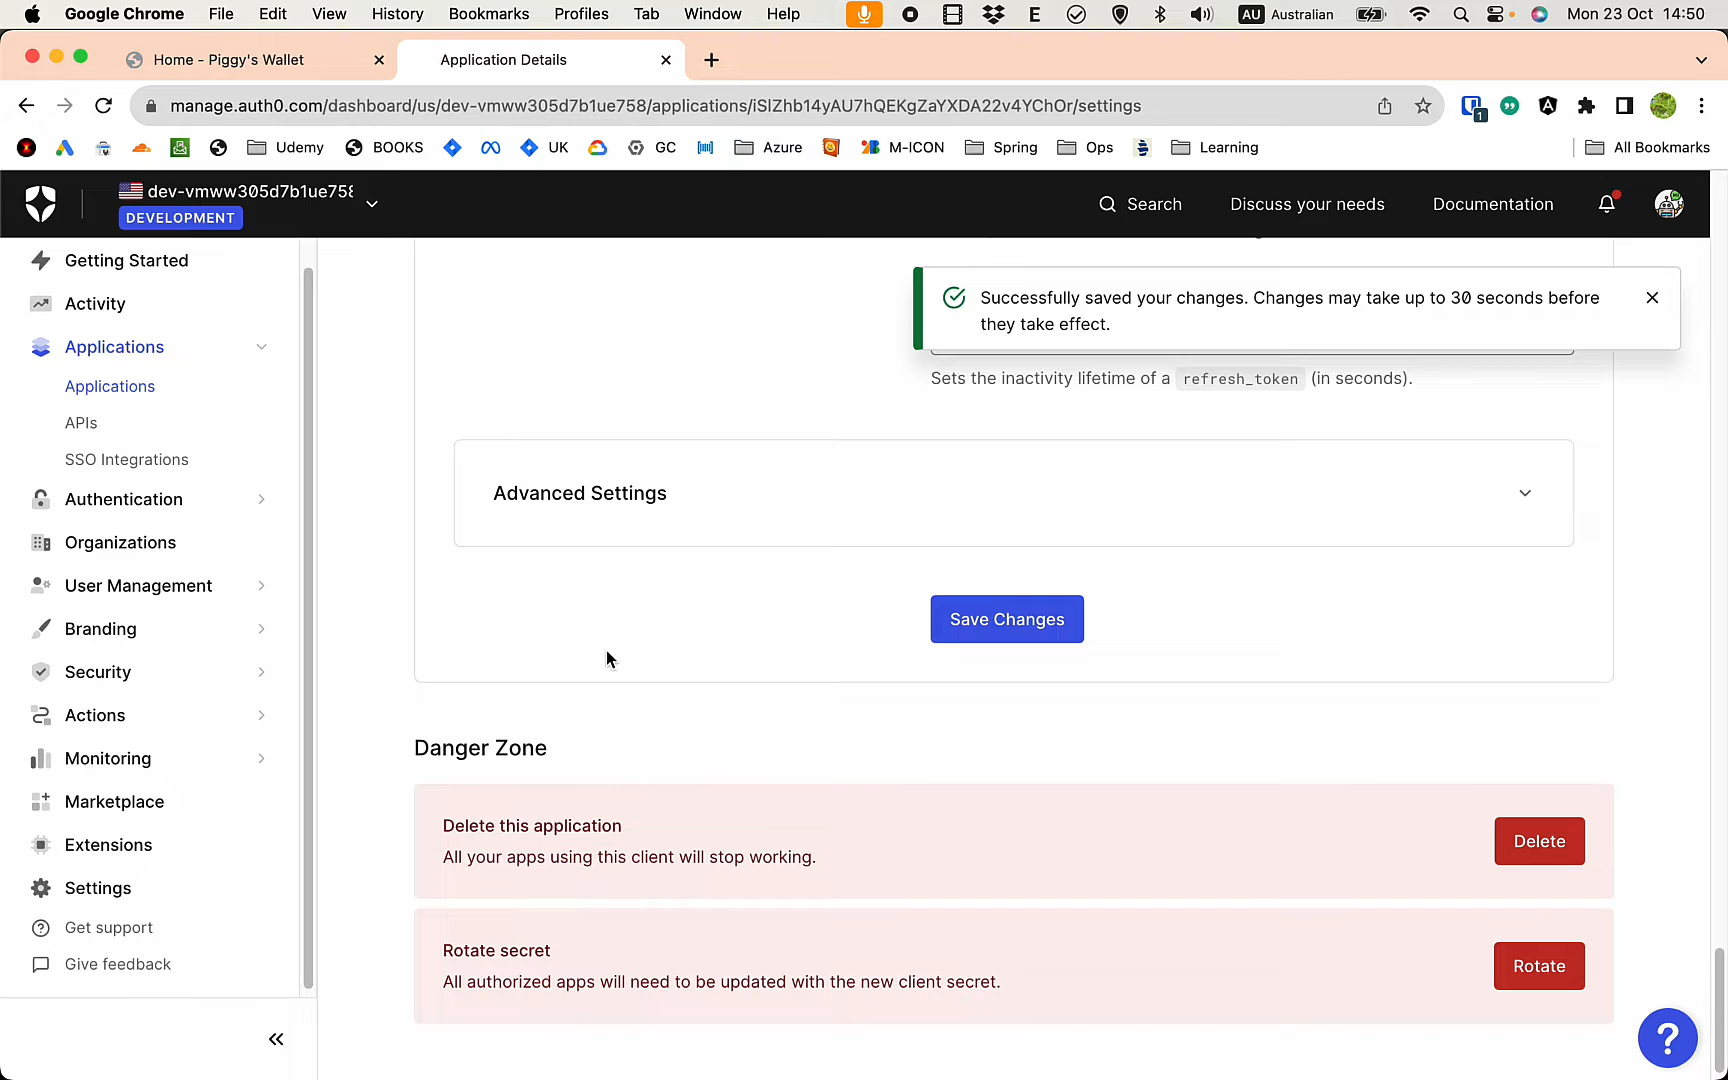 Google Chrome File Edit View History Bookmarks Profiles Tab Window Help E AU Australian Mon 23 Oct 14:50
Home - Piggy's Wallet Application Details
manage.auth0.com/dashboard/us/dev-vmww305d7b1ue758/applications/iSIZhb14yAU7hQEKgZaYXDA22v4YChOr/settings 1
Udemy BOOKS UK GC Azure M-ICON Spring Ops Learning All Bookmarks
dev-vmww305d7b1ue758
DEVELOPMENT
Search Discuss your needs Documentation
Getting Started
Activity
Applications
Applications
APIs
SSO Integrations
Authentication
Organizations
User Management
Branding
Security
Actions
Monitoring
Marketplace
Extensions
Settings
Get support
Give feedback
Successfully saved your changes. Changes may take up to 30 seconds before
they take effect.
Sets the inactivity lifetime of a refresh_token (in seconds).
Advanced Settings
Save Changes
Danger Zone
Delete this application
All your apps using this client will stop working.
Delete
Rotate secret
All authorized apps will need to be updated with the new client secret.
Rotate
?